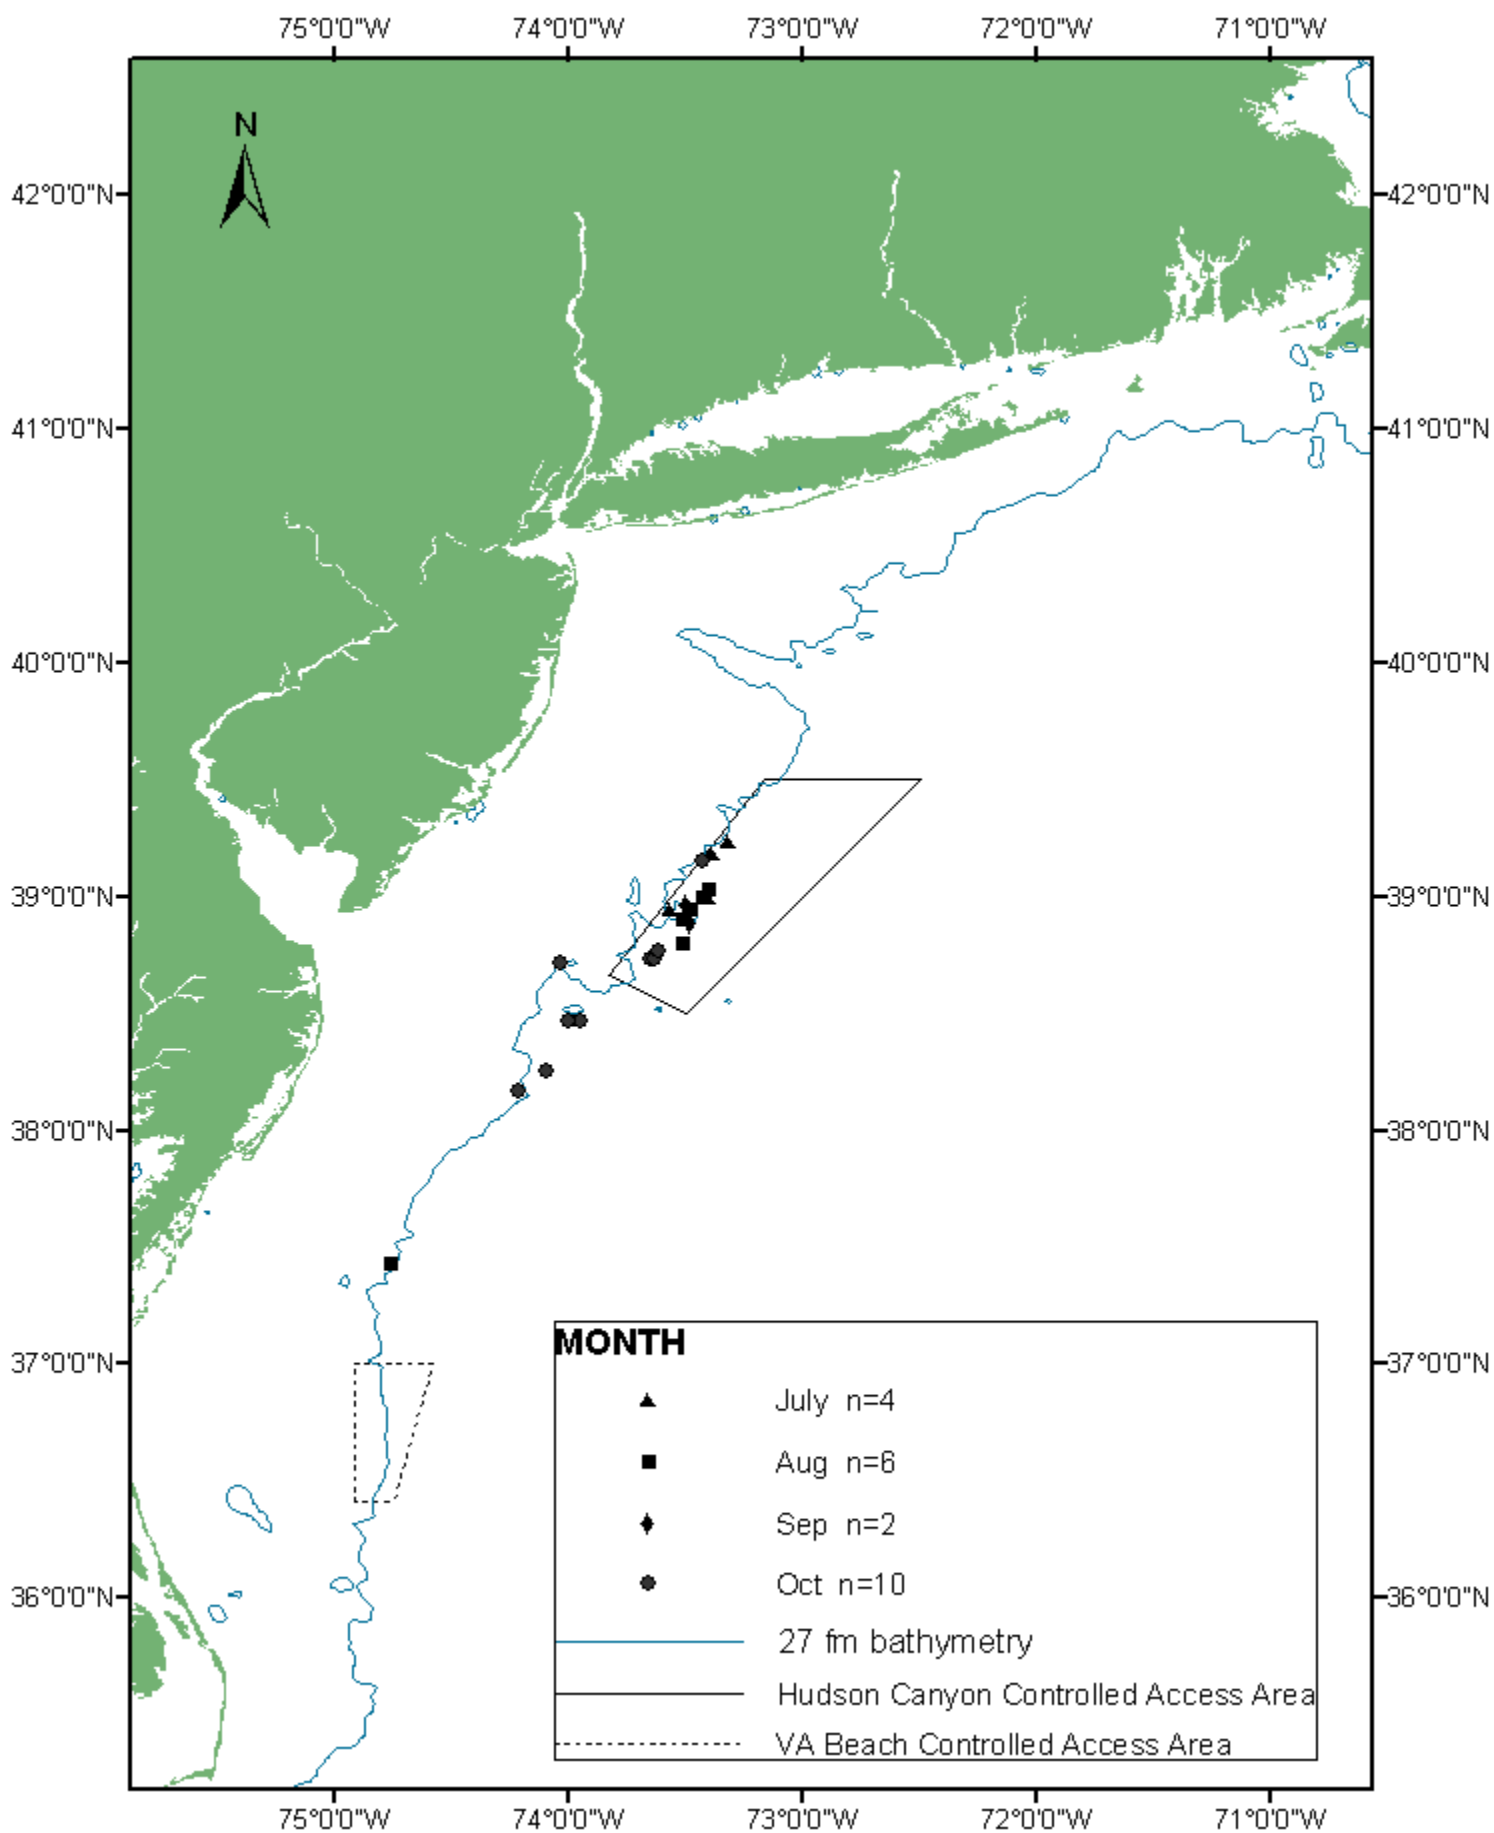 75°0'0"W 74°0'0"W 73°0'0"W 72°0'0"W 71°0'0"W
N
42°0'0"N 42°0'0"N
41°0'0"N 41°0'0"N
40°0'0"N 40°0'0"N
39°0'0"N 39°0'0"N
38°0'0"N 38°0'0"N
37°0'0"N 37°0'0"N
36°0'0"N 36°0'0"N
MONTH
July n=4
Aug n=6
Sep n=2
Oct n=10
27 fm bathymetry
Hudson Canyon Controlled Access Area
VA Beach Controlled Access Area
75°0'0"W 74°0'0"W 73°0'0"W 72°0'0"W 71°0'0"W